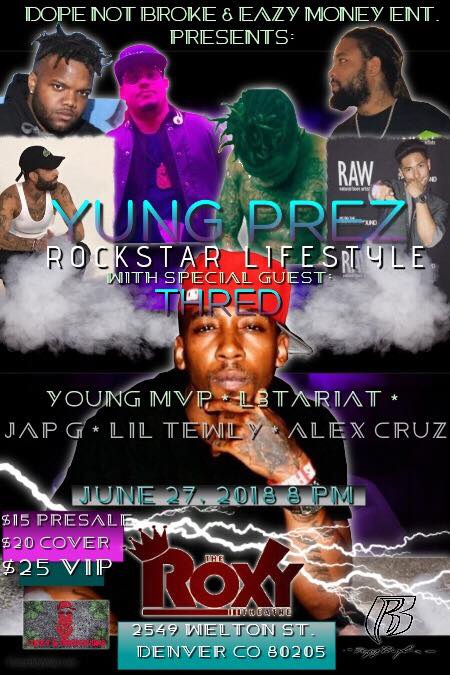 DOPE NOT BROKE & EAZY MONEY ENT.
PRESENTS:
RAW
YUNG PREZ
ROCKSTAR LIFESTYLE
WITH SPECIAL GUEST:
THRED
YOUNG MVP * L3TARIAT *
JAP G * LIL TEWLY * ALEX CRUZ
JUNE 27, 2018 8 PM
$15 PRESALE
$20 COVER
$25 VIP
THE
ROXY
THEATRE
2549 WELTON ST.
DENVER CO 80205